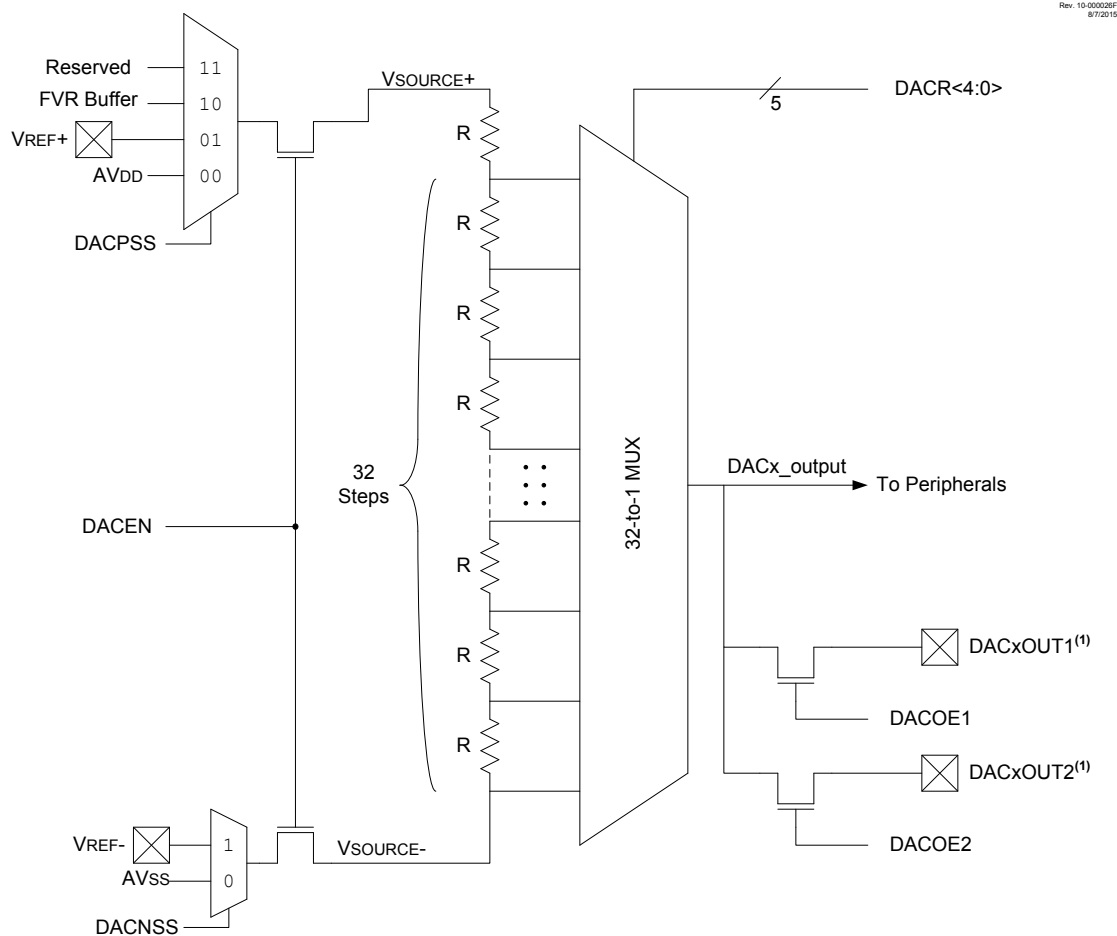 Rev. 10-000026F
8/7/2015
Reserved
11
FVR Buffer
10
VREF+
01
AVDD
00
DACPSS
VSOURCE+
5
DACR<4:0>
R
R
R
R
32
Steps
32-to-1 MUX
DACx_output
To Peripherals
DACEN
R
R
R
DACxOUT1(1)
DACOE1
DACxOUT2(1)
DACOE2
VREF-
1
AVSS
0
VSOURCE-
DACNSS